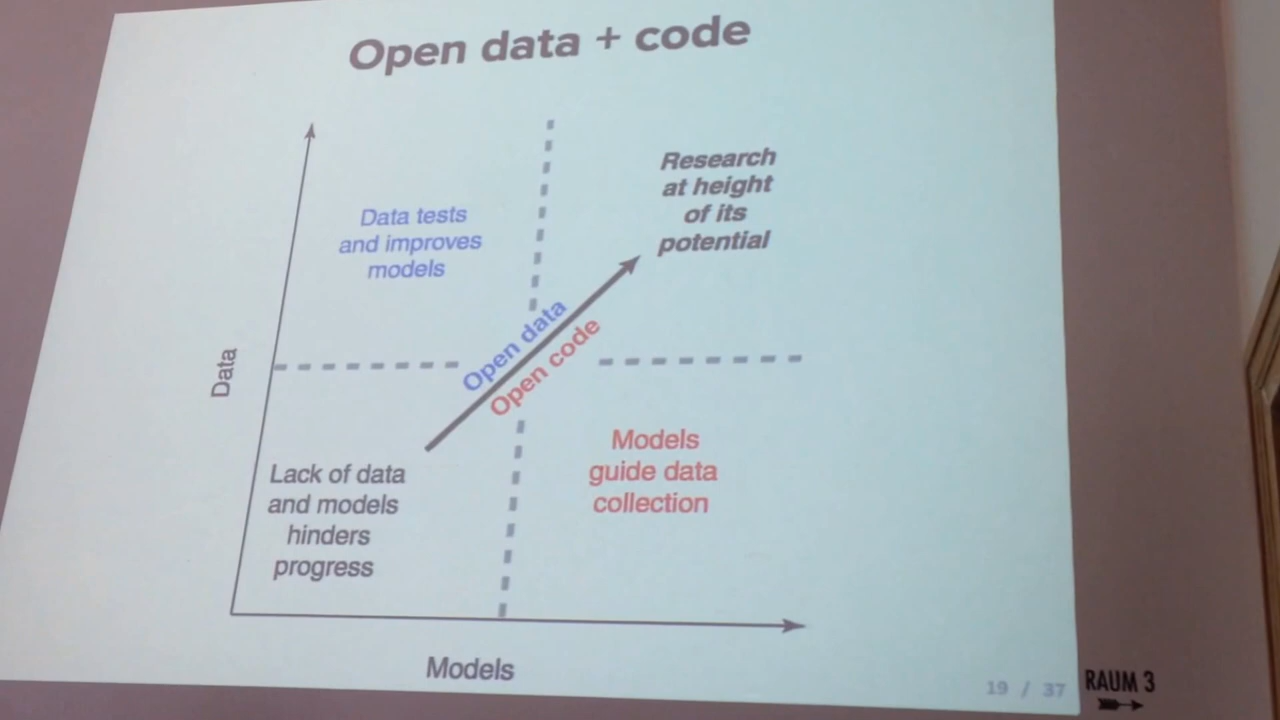 Open data + code
Data tests
and improves
models
Research
at height
of its
potential
Open data
Open code
Data
Lack of data
and models
hinders
progress
Models
guide data
collection
Models
19 / 37
RAUM 3